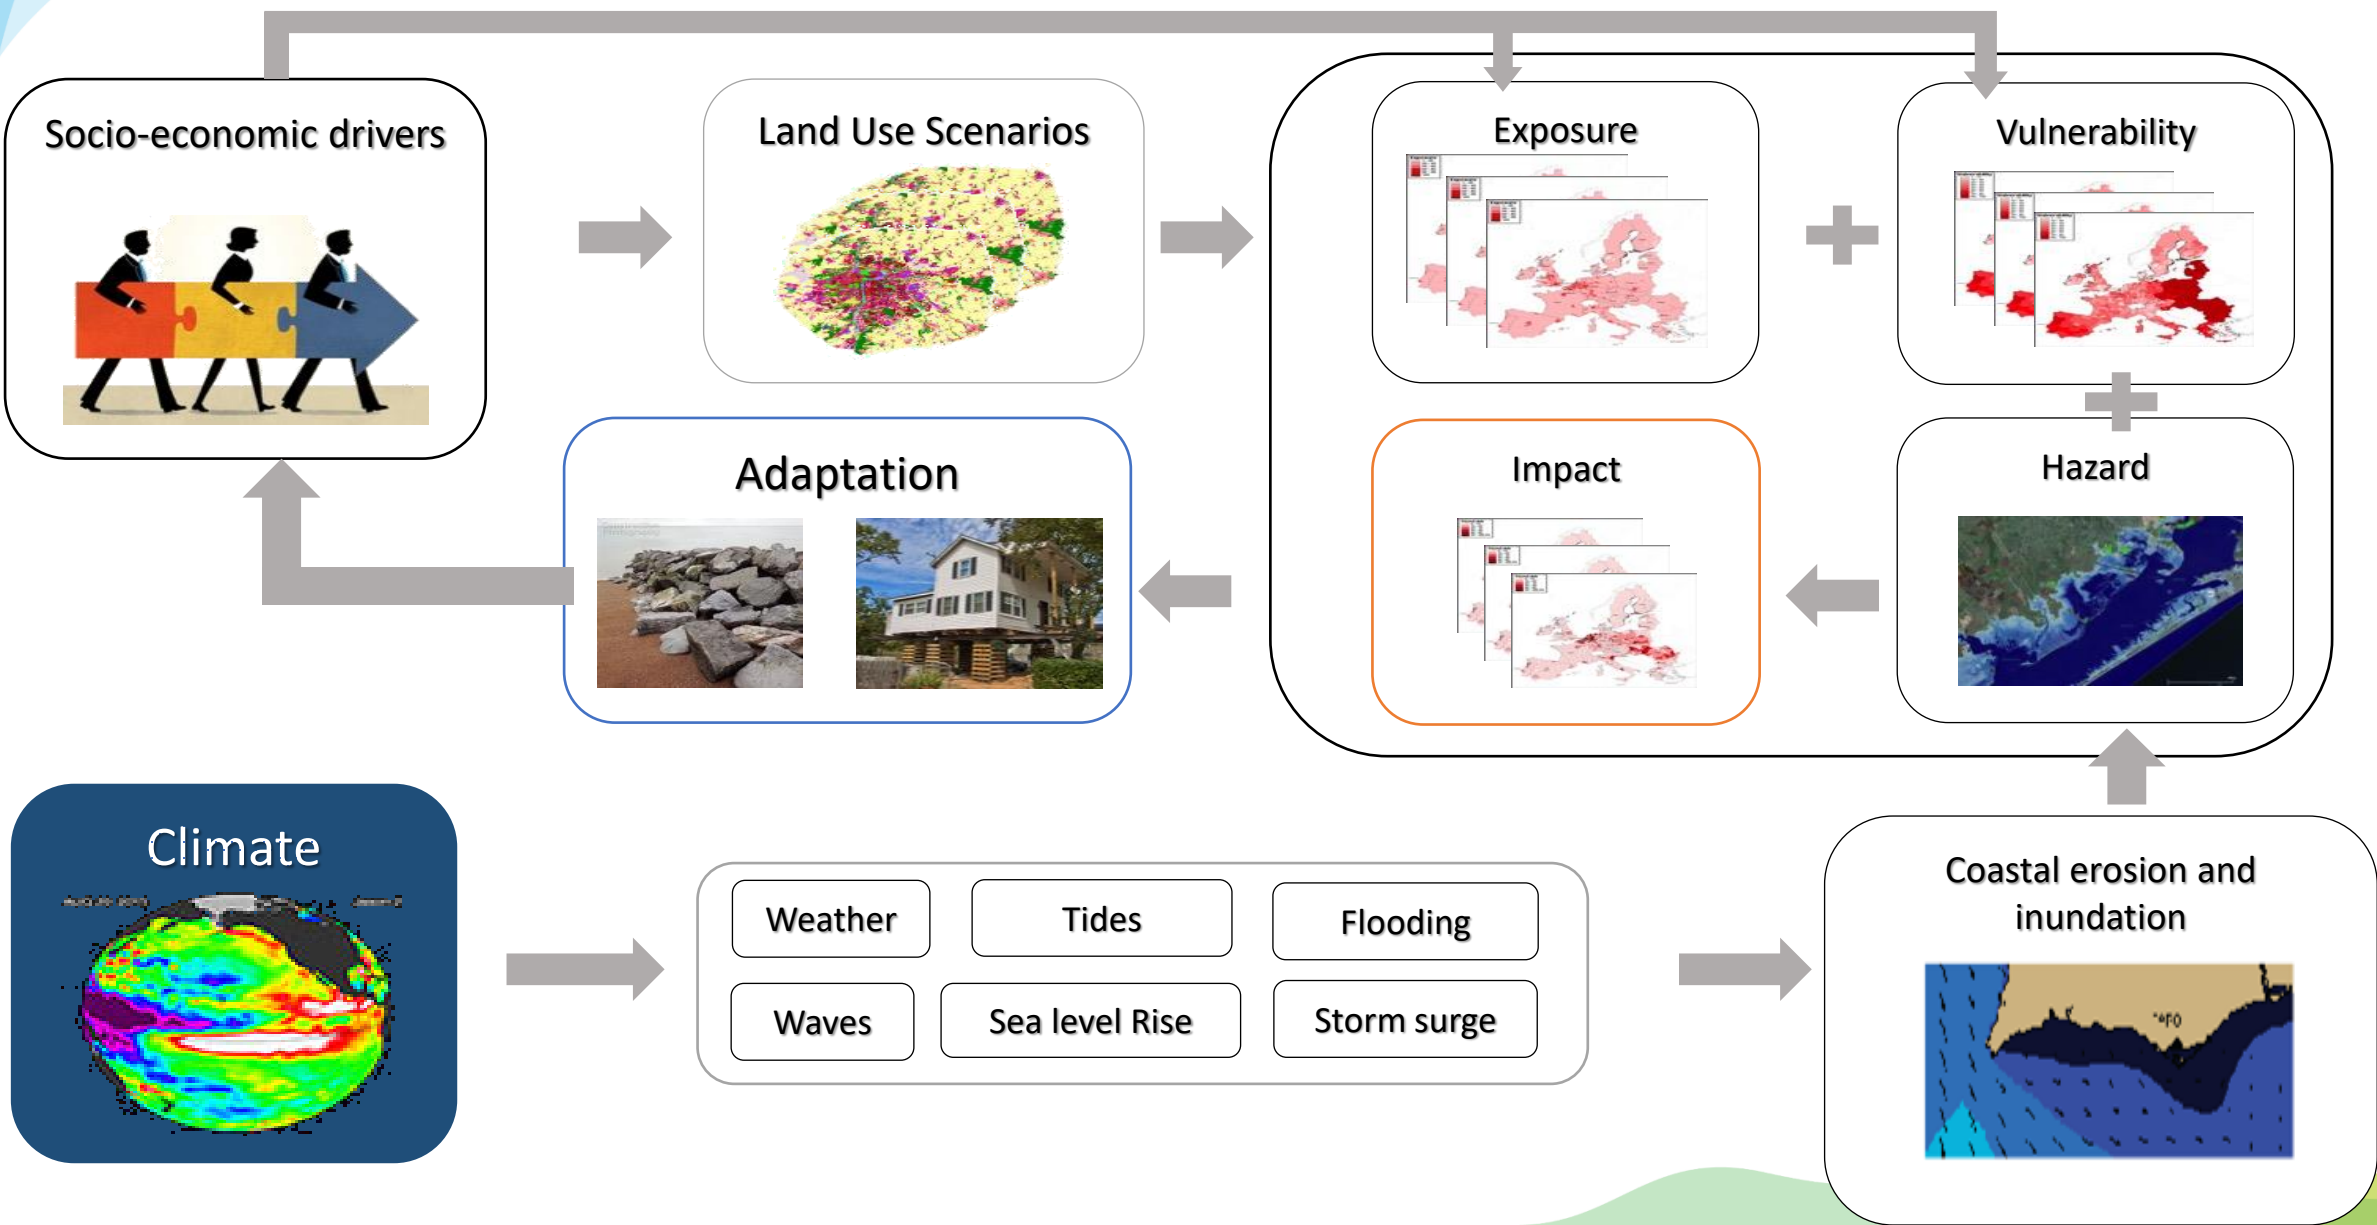 Socio-economic drivers
Land Use Scenarios
Exposure
Vulnerability
Adaptation
Impact
Hazard
Climate
Weather
Tides
Flooding
Waves
Sea level Rise
Storm surge
Coastal erosion and
inundation